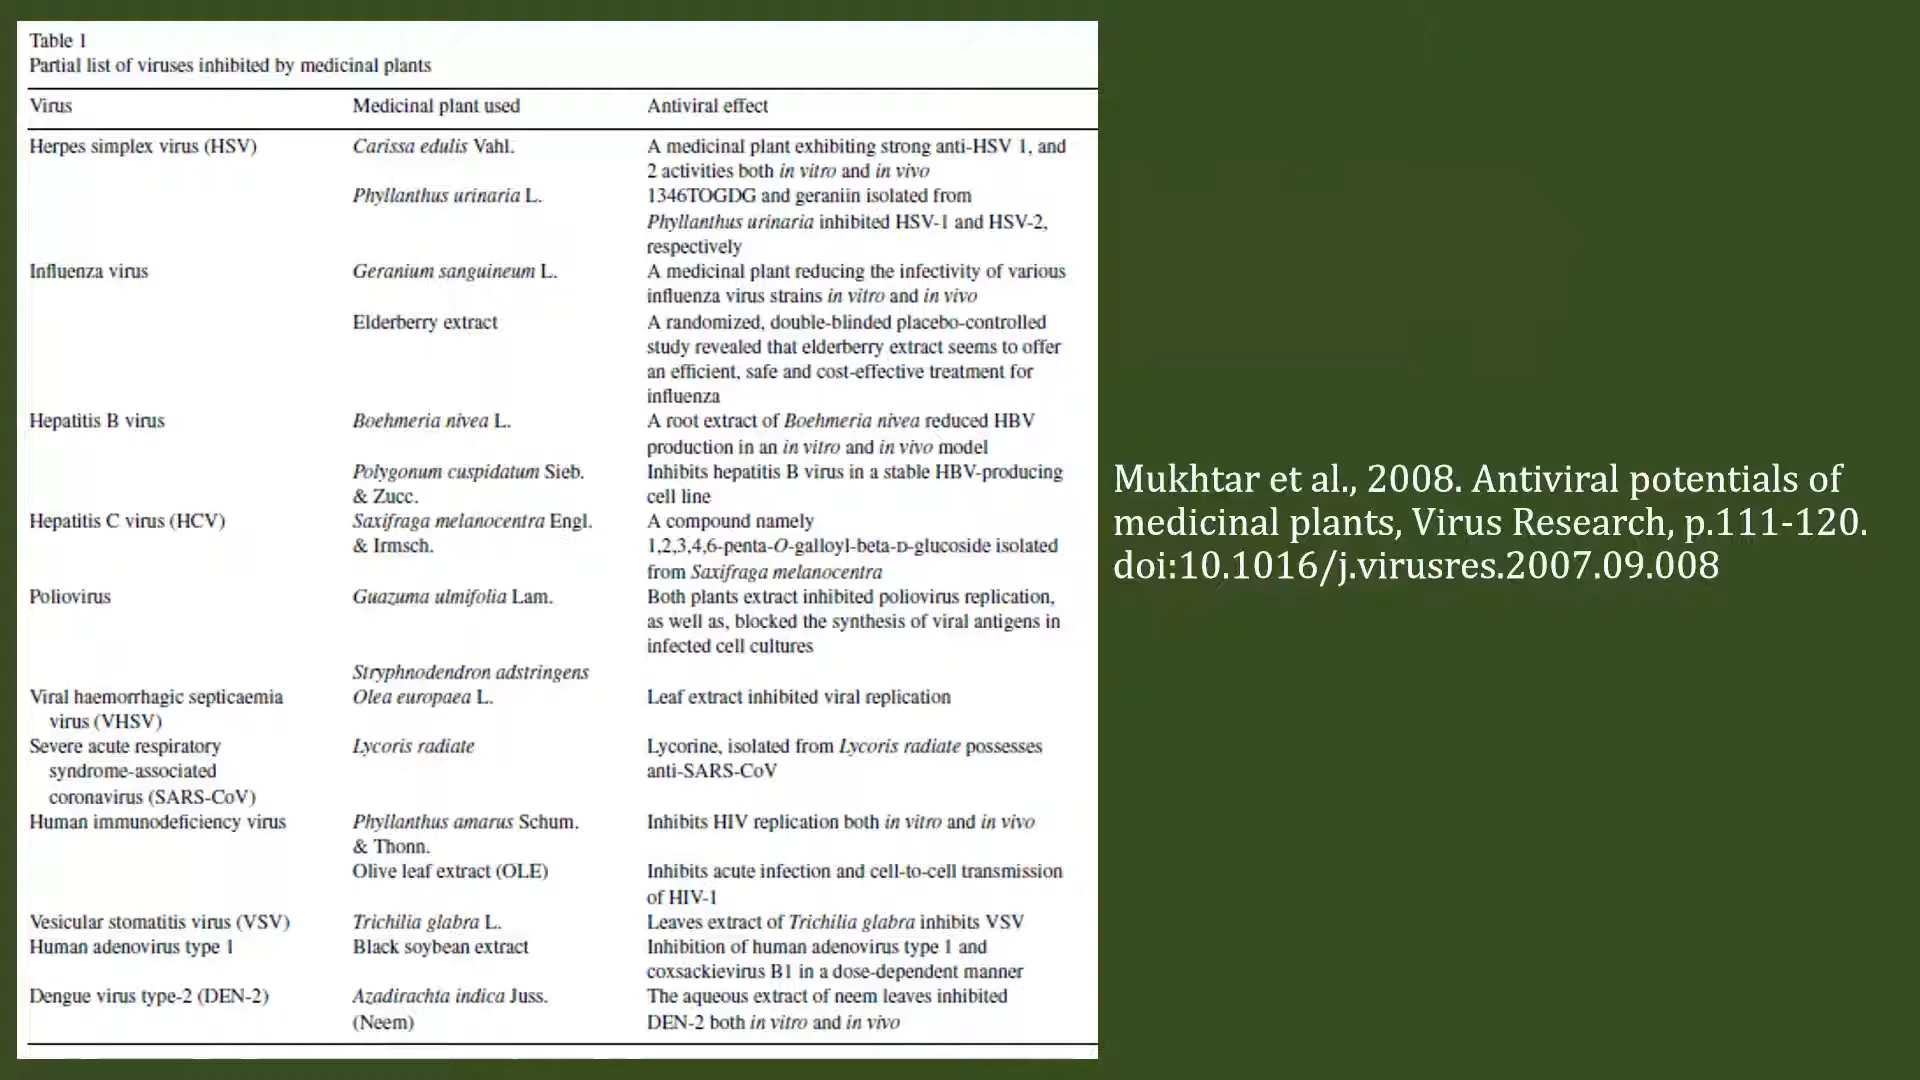 Table 1
Partial list of viruses inhibited by medicinal plants
Virus Medicinal plant used Antiviral effect
Herpes simplex virus (HSV) Carissa edulis Vahl. A medicinal plant exhibiting strong anti-HSV 1, and
2 activities both in vitro and in vivo
Phyllanthus urinaria L. 1346TOGDG and geraniin isolated from
Phyllanthus urinaria inhibited HSV-1 and HSV-2,
respectively
Influenza virus Geranium sanguineum L. A medicinal plant reducing the infectivity of various
influenza virus strains in vitro and in vivo
Elderberry extract A randomized, double-blinded placebo-controlled
study revealed that elderberry extract seems to offer
an efficient, safe and cost-effective treatment for
influenza
Hepatitis B virus Boehmeria nivea L. A root extract of Boehmeria nivea reduced HBV
production in an in vitro and in vivo model
Polygonum cuspidatum Sieb. Inhibits hepatitis B virus in a stable HBV-producing
& Zucc. cell line
Hepatitis C virus (HCV) Saxifraga melanocentra Engl. A compound namely
& Irmsch. 1,2,3,4,6-penta-O-galloyl-beta-D-glucoside isolated
from Saxifraga melanocentra
Poliovirus Guazuma ulmifolia Lam. Both plants extract inhibited poliovirus replication,
as well as, blocked the synthesis of viral antigens in
infected cell cultures
Stryphnodendron adstringens
Viral haemorrhagic septicaemia Olea europaea L. Leaf extract inhibited viral replication
virus (VHSV)
Severe acute respiratory Lycoris radiate Lycorine, isolated from Lycoris radiate possesses
syndrome-associated anti-SARS-CoV
coronavirus (SARS-CoV)
Human immunodeficiency virus Phyllanthus amarus Schum. Inhibits HIV replication both in vitro and in vivo
& Thonn.
Olive leaf extract (OLE) Inhibits acute infection and cell-to-cell transmission
of HIV-1
Vesicular stomatitis virus (VSV) Trichilia glabra L. Leaves extract of Trichilia glabra inhibits VSV
Human adenovirus type 1 Black soybean extract Inhibition of human adenovirus type 1 and
coxsackievirus B1 in a dose-dependent manner
Dengue virus type-2 (DEN-2) Azadirachta indica Juss. The aqueous extract of neem leaves inhibited
(Neem) DEN-2 both in vitro and in vivo
Mukhtar et al., 2008. Antiviral potentials of
medicinal plants, Virus Research, p.111-120.
doi:10.1016/j.virusres.2007.09.008